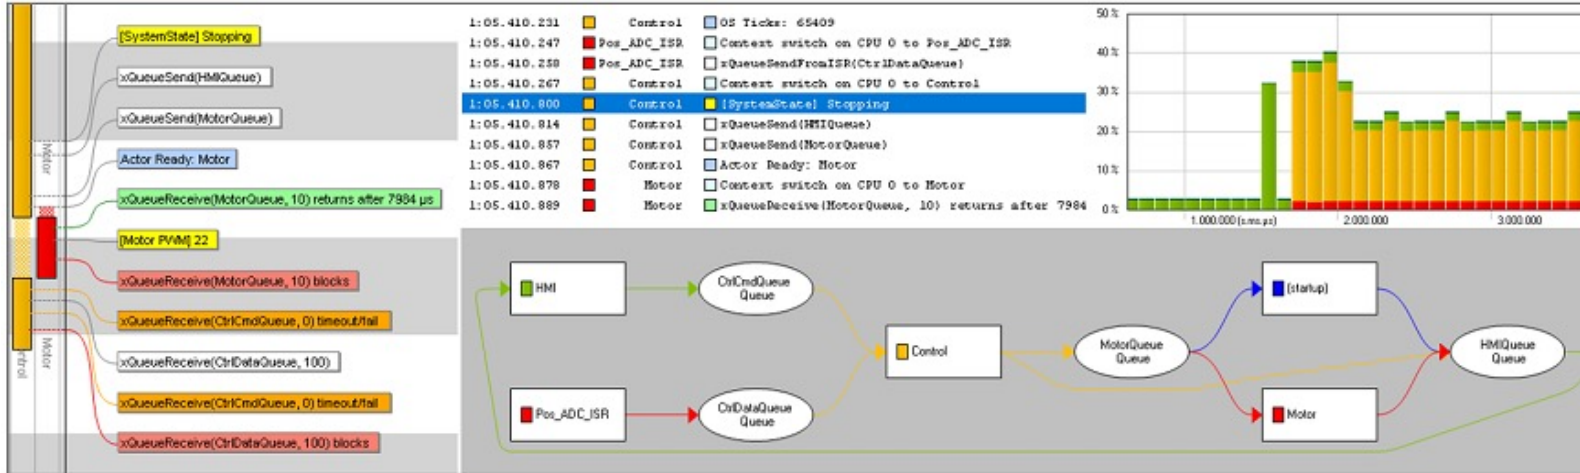 [SystemState] Stopping
xQueueSend(HMIQueue)
xQueueSend(MotorQueue)
Actor Ready: Motor
xQueueReceive(MotorQueue, 10) returns after 7984 µs
[Motor PWM] 22
xQueueReceive(MotorQueue, 10) blocks
xQueueReceive(CtrlCmdQueue, 0) timeout/fail
xQueueReceive(CtrlDataQueue, 100)
xQueueReceive(CtrlCmdQueue, 0) timeout/fail
xQueueReceive(CtrlDataQueue, 100) blocks
Motor
ntrol
Motor
1:05.410.231 Control OS Ticks: 65409
1:05.410.247 Pos_ADC_ISR Context switch on CPU 0 to Pos_ADC_ISR
1:05.410.258 Pos_ADC_ISR xQueueSendFromISR(CtrlDataQueue)
1:05.410.267 Control Context switch on CPU 0 to Control
1:05.410.800 Control [SystemState] Stopping
1:05.410.814 Control xQueueSend(HMIQueue)
1:05.410.857 Control xQueueSend(MotorQueue)
1:05.410.867 Control Actor Ready: Motor
1:05.410.878 Motor Context switch on CPU 0 to Motor
1:05.410.889 Motor xQueueReceive(MotorQueue, 10) returns after 7984
50%
40%
30%
20%
10%
0%
1.000.000 (s.ms.µs) 2.000.000 3.000.000
HMI
CtrlCmdQueue
Queue
Pos_ADC_ISR
CtrlDataQueue
Queue
Control
MotorQueue
Queue
(startup)
Motor
HMIQueue
Queue